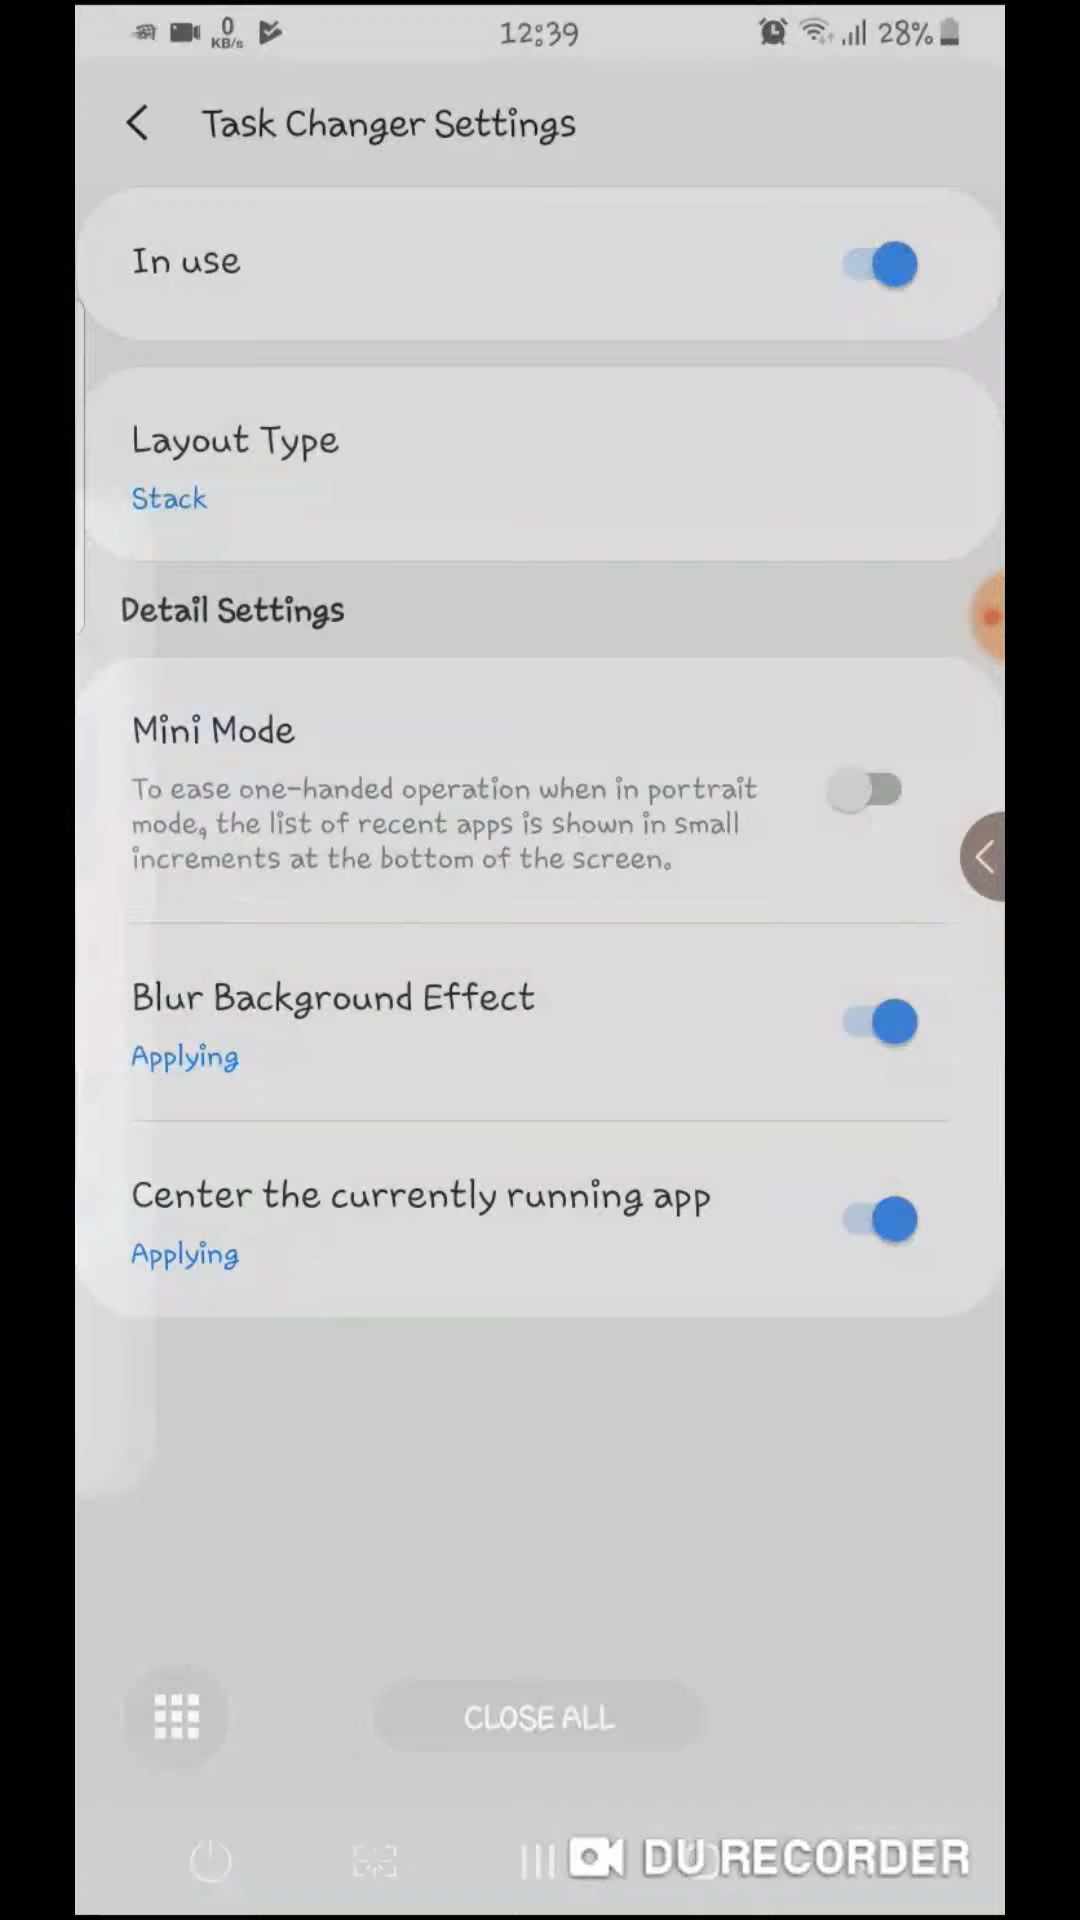 0
KB/s
12:39
28%
Task Changer Settings
In use
Layout Type
Stack
Detail Settings
Mini Mode
To ease one-handed operation when in portrait
mode, the list of recent apps is shown in small
increments at the bottom of the screen.
Blur Background Effect
Applying
Center the currently running app
Applying
CLOSE ALL
DU RECORDER